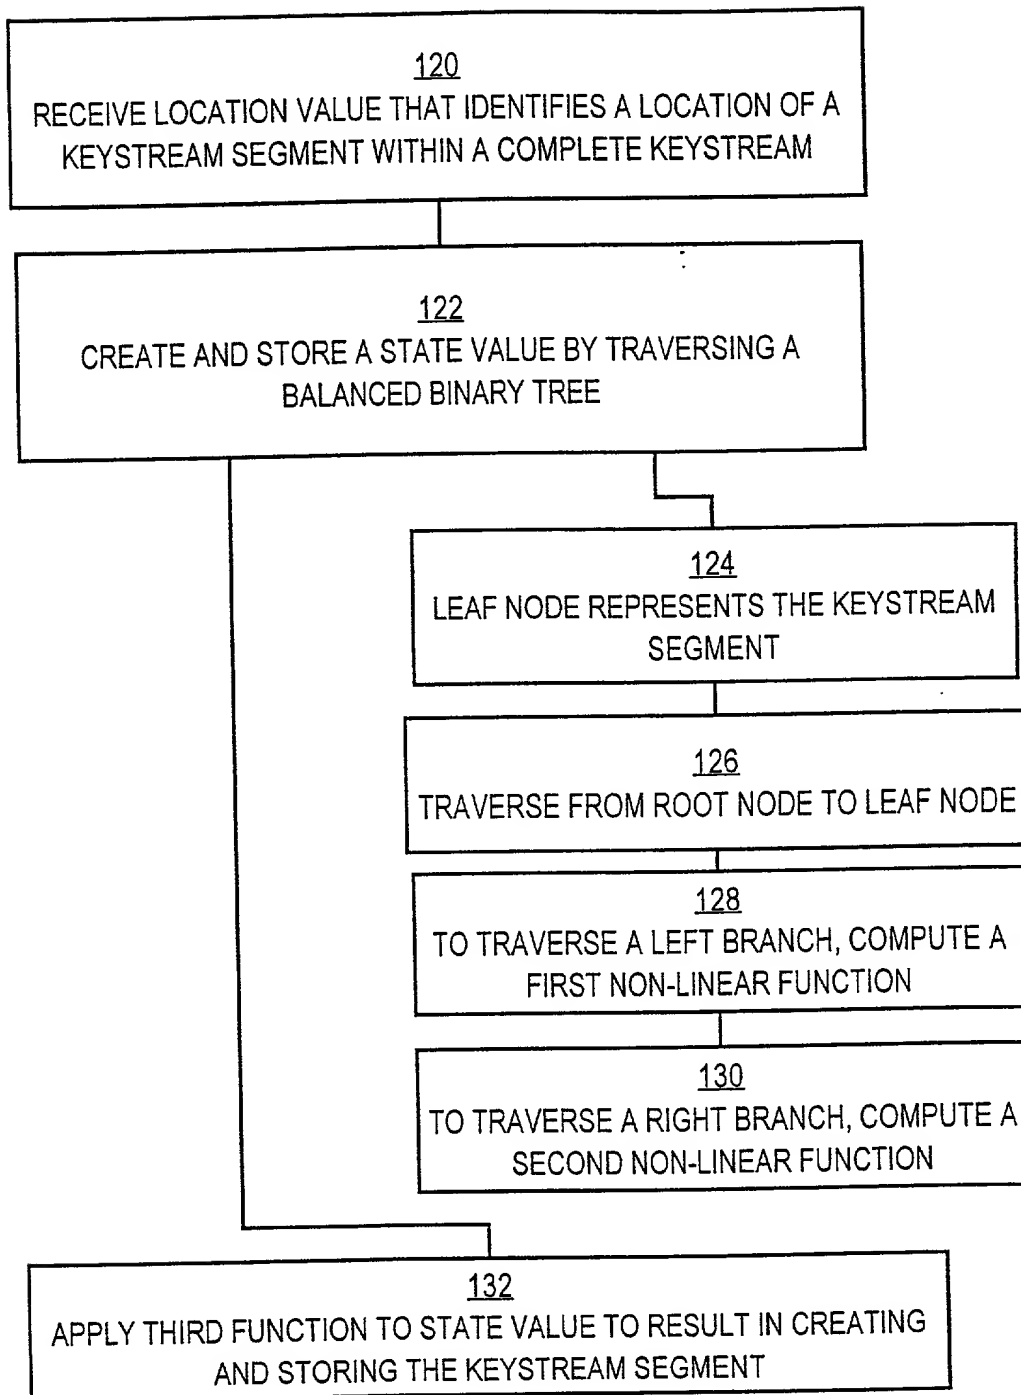 120
RECEIVE LOCATION VALUE THAT IDENTIFIES A LOCATION OF A
KEYSTREAM SEGMENT WITHIN A COMPLETE KEYSTREAM
122
CREATE AND STORE A STATE VALUE BY TRAVERSING A
BALANCED BINARY TREE
124
LEAF NODE REPRESENTS THE KEYSTREAM
SEGMENT
126
TRAVERSE FROM ROOT NODE TO LEAF NODE
128
TO TRAVERSE A LEFT BRANCH, COMPUTE A
FIRST NON-LINEAR FUNCTION
130
TO TRAVERSE A RIGHT BRANCH, COMPUTE A
SECOND NON-LINEAR FUNCTION
132
APPLY THIRD FUNCTION TO STATE VALUE TO RESULT IN CREATING
AND STORING THE KEYSTREAM SEGMENT